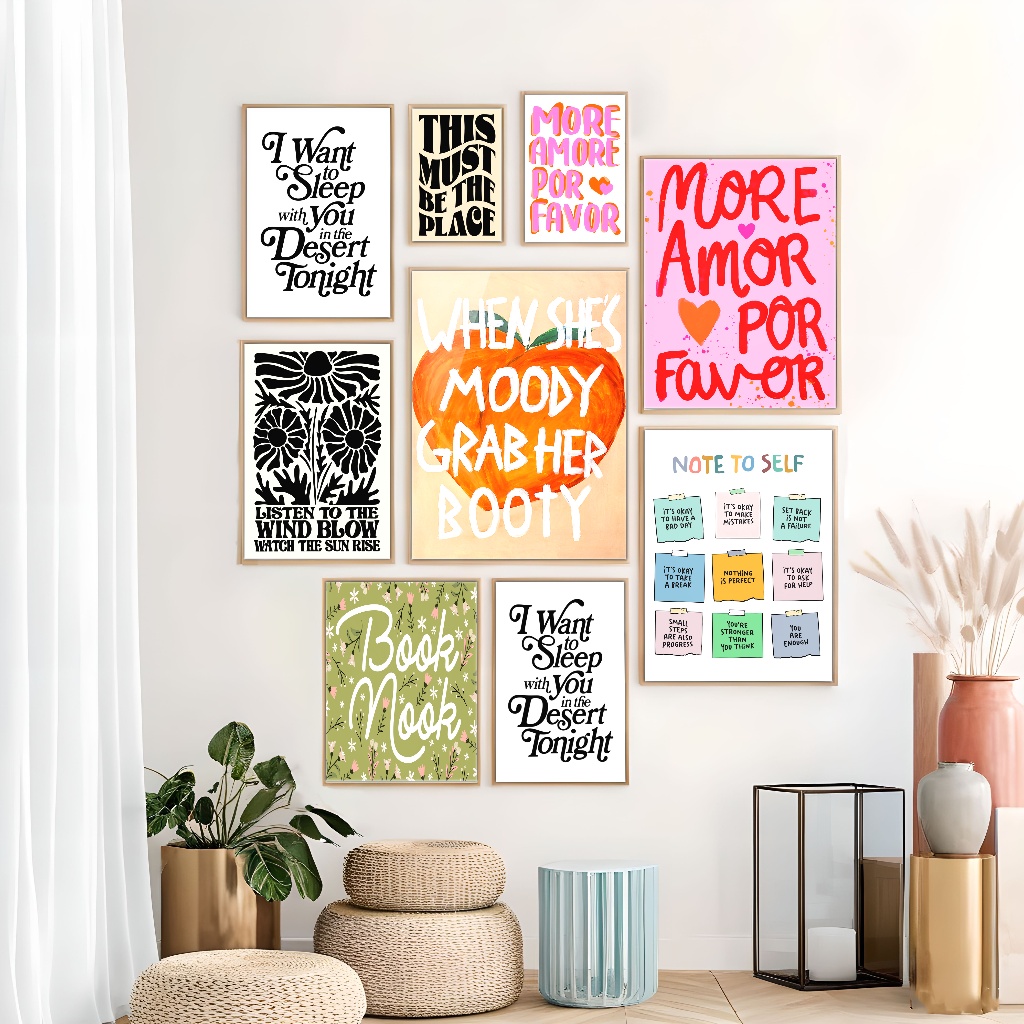 I Want
to
Sleep
with You
in the
Desert
Tonight
THIS
MUST
BE THE
PLACE
MORE
AMORE
POR
FAVOR
MORE
AMOR
POR
FAVOR
LISTEN TO THE
WIND BLOW
WATCH THE SUN RISE
WHEN SHE'S
MOODY
GRAB HER
BOOTY
NOTE TO SELF
IT'S OKAY
TO HAVE A
BAD DAY
IT'S OKAY
TO MAKE
MISTAKES
SET BACK
IS NOT
A FAILURE
IT'S OKAY
TO TAKE
A BREAK
NOTHING
IS PERFECT
IT'S OKAY
TO ASK
FOR HELP
SMALL
STEPS
ARE ALSO
PROGRESS
YOU'RE
STRONGER
THAN
YOU THINK
YOU
ARE
ENOUGH
Book
Nook
I Want
to
Sleep
with You
in the
Desert
Tonight